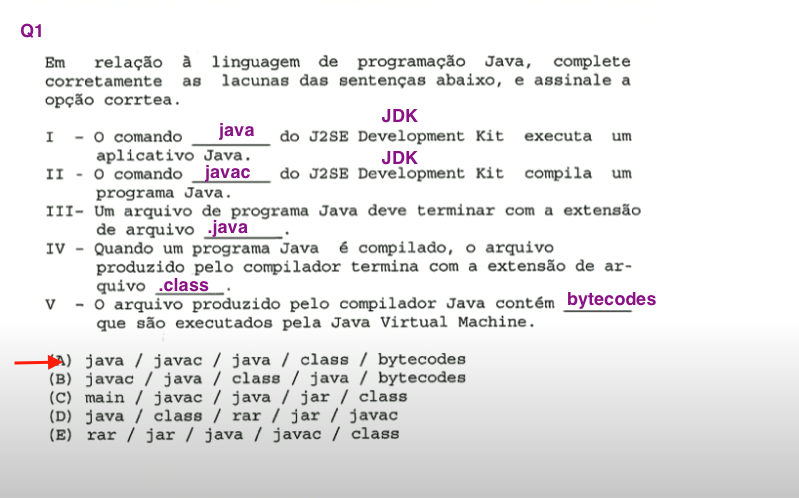 Q1
Em relação à linguagem de programação Java, complete
corretamente as lacunas das sentenças abaixo, e assinale a
opção corrtea.
JDK
I - O comando java do J2SE Development Kit executa um
aplicativo Java.
JDK
II - O comando javac do J2SE Development Kit compila um
programa Java.
III- Um arquivo de programa Java deve terminar com a extensão
de arquivo .java.
IV - Quando um programa Java é compilado, o arquivo
produzido pelo compilador termina com a extensão de ar-
quivo .class.
V - O arquivo produzido pelo compilador Java contém bytecodes
que são executados pela Java Virtual Machine.
(A) java / javac / java / class / bytecodes
(B) javac / java / class / java / bytecodes
(C) main / javac / java / jar / class
(D) java / class / rar / jar / javac
(E) rar / jar / java / javac / class